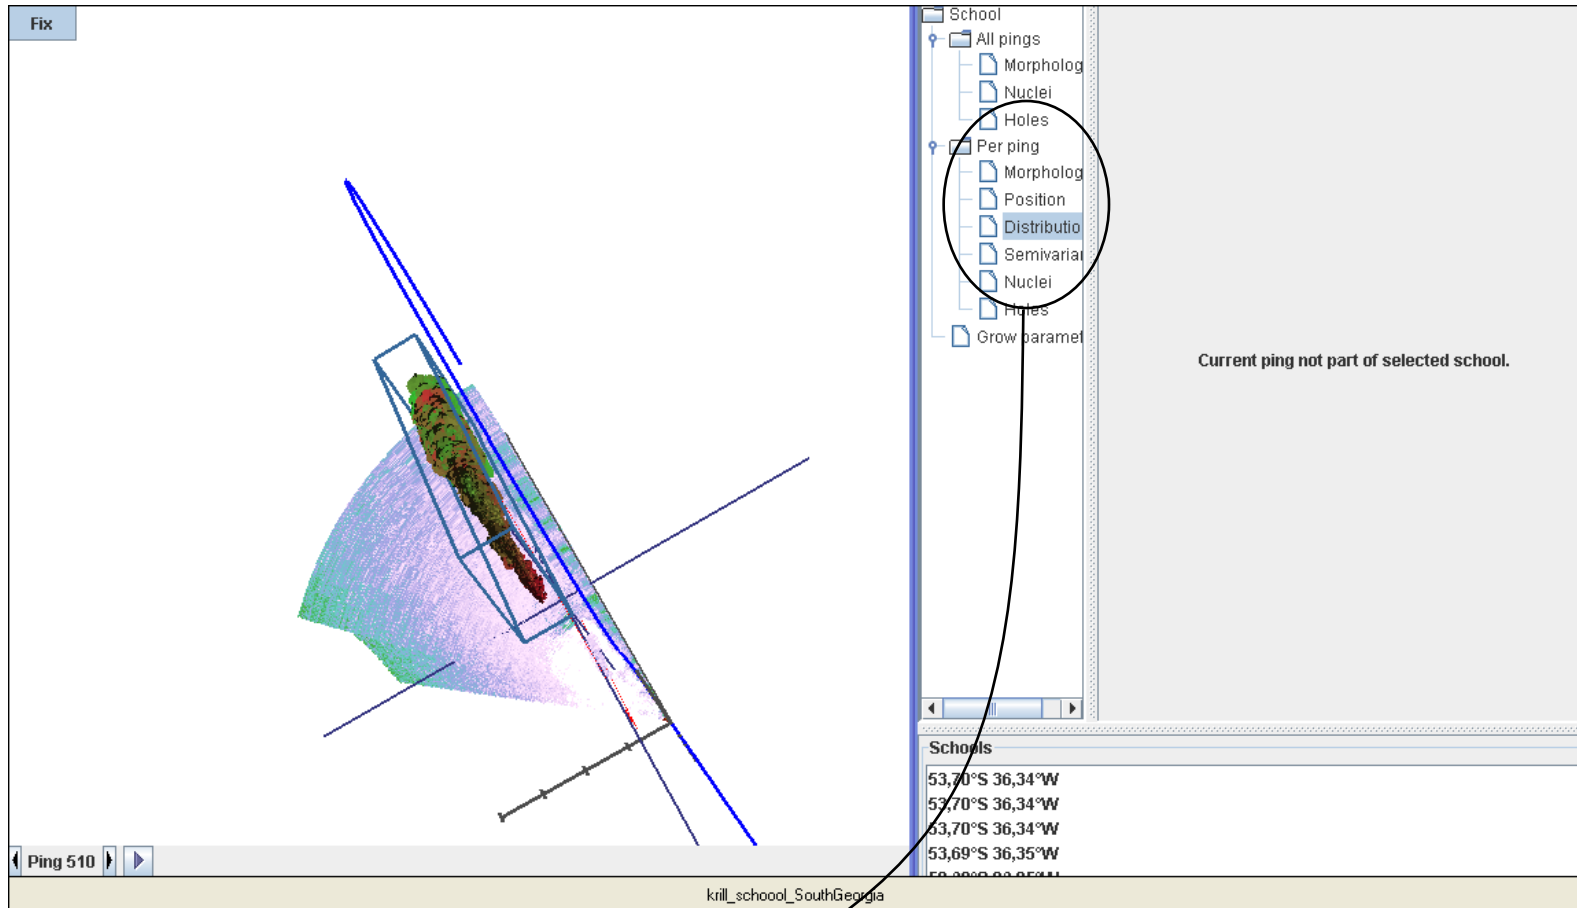 Fix
School
All pings
Morpholog
Nuclei
Holes
Per ping
Morpholog
Position
Distributio
Semivariar
Nuclei
Holes
Grow paramet
Current ping not part of selected school.
Schools
53,70°S 36,34°W
53,70°S 36,34°W
53,70°S 36,34°W
53,69°S 36,35°W
Ping 510
krill_schoool_SouthGeorgia